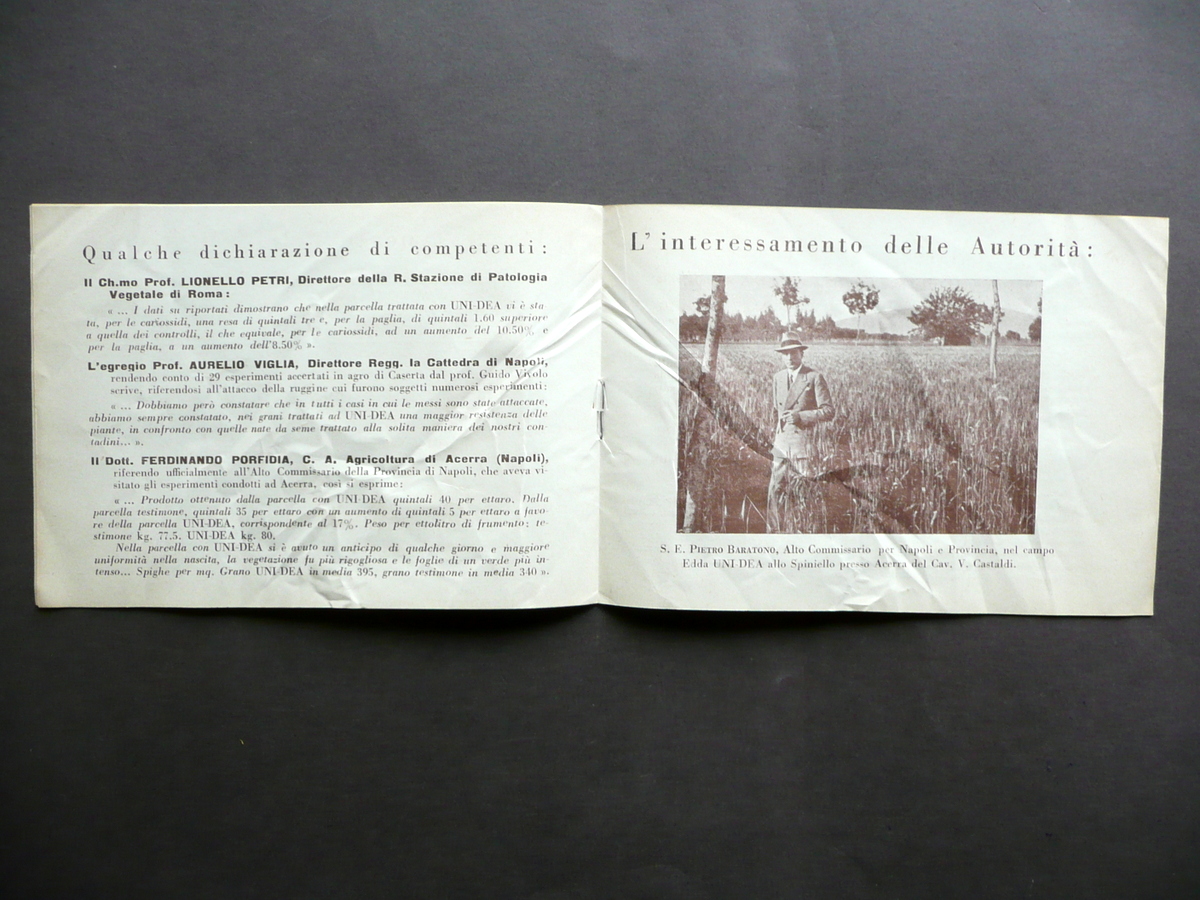 Qualche dichiarazione di competenti:
Il Ch.mo Prof. LIONELLO PETRI, Direttore della R. Stazione di Patologia
Vegetale di Roma:
« ... I dati su riportati dimostrano che nella parcella trattata con UNI-DEA vi è sta-
ta, per le cariossidi, una resa di quintali tre e, per la paglia, di quintali 1.60 superiore
a quella dei controlli, il che equivale, per le cariossidi, ad un aumento del 10.50% e
per la paglia, a un aumento dell'8.50% ».
L'egregio Prof. AURELIO VIGLIA, Direttore Regg. la Cattedra di Napoli,
rendendo conto di 29 esperimenti accertati in agro di Caserta dal prof. Guido Vivolo
scrive, riferendosi all'attacco della ruggine cui furono soggetti numerosi esperimenti:
« ... Dobbiamo però constatare che in tutti i casi in cui le messi sono state attaccate,
abbiamo sempre constatato, nei grani trattati ad UNI-DEA una maggior resistenza delle
piante, in confronto con quelle nate da seme trattato alla solita maniera dei nostri con-
tadini... ».
Il Dott. FERDINANDO PORFIDIA, C. A. Agricoltura di Acerra (Napoli),
riferendo ufficialmente all'Alto Commissario della Provincia di Napoli, che aveva vi-
sitato gli esperimenti condotti ad Acerra, così si esprime:
« ... Prodotto ottenuto dalla parcella con UNI-DEA quintali 40 per ettaro. Dalla
parcella testimone, quintali 35 per ettaro con un aumento di quintali 5 per ettaro a favo-
re della parcella UNI-DEA, corrispondente al 17%. Peso per ettolitro di frumento: te-
stimone kg. 77.5. UNI-DEA kg. 80.
Nella parcella con UNI-DEA si è avuto un anticipo di qualche giorno e maggiore
uniformità nella nascita, la vegetazione fu più rigogliosa e le foglie di un verde più in-
tenso... Spighe per mq. Grano UNI-DEA in media 395, grano testimone in media 340 ».
L'interessamento delle Autorità:
S. E. PIETRO BARATONO, Alto Commissario per Napoli e Provincia, nel campo
Edda UNI-DEA allo Spiniello presso Acerra del Cav. V. Castaldi.